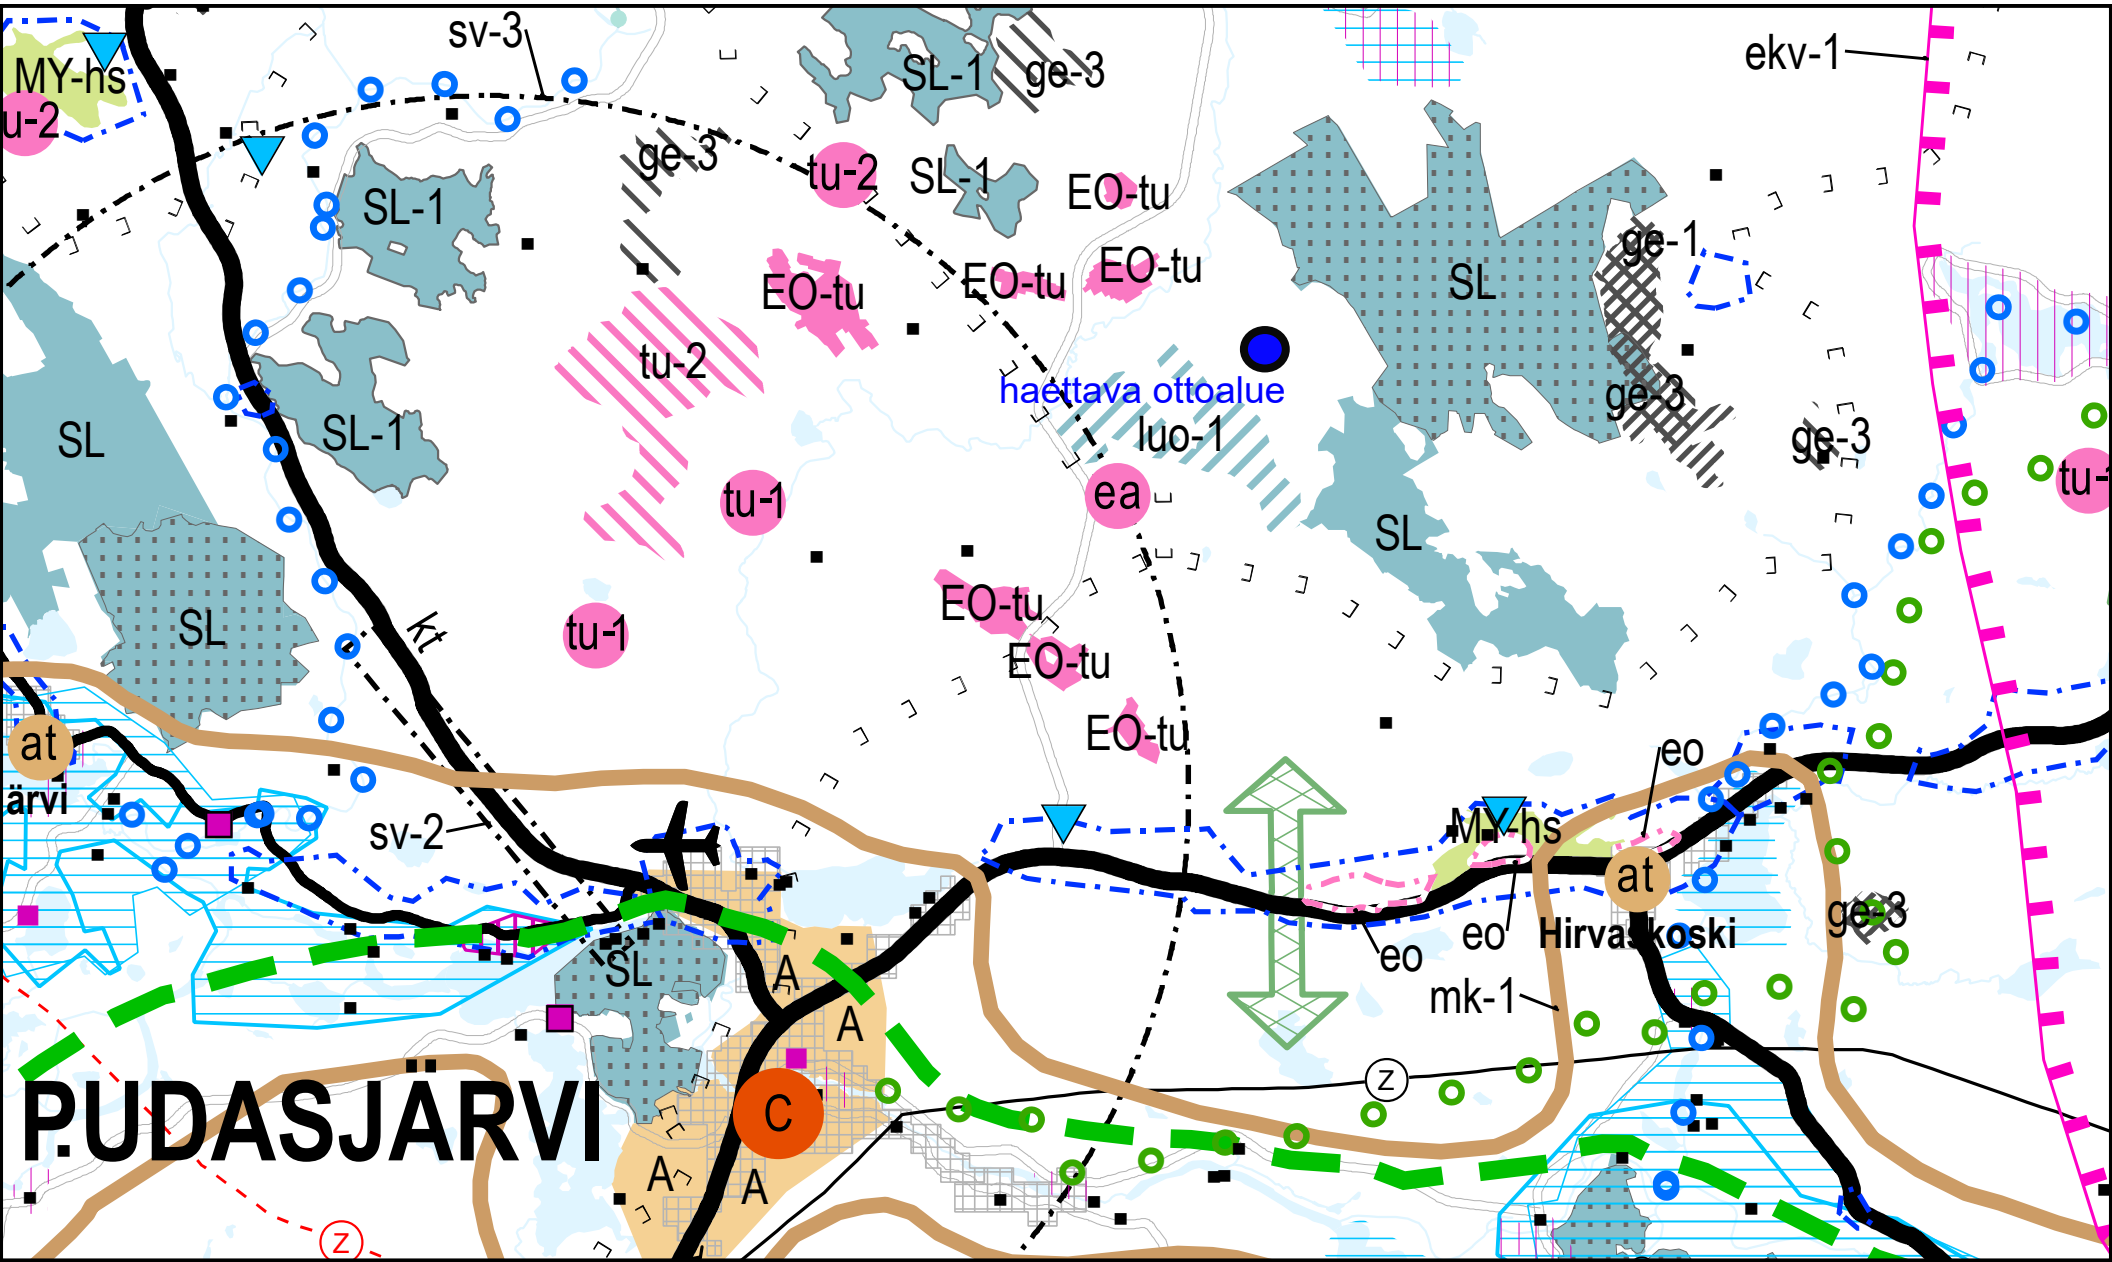 sv-3
ekv-1
MY-hs
SL-1
ge-3
u-2
ge-3
tu-2
SL-1
EO-tu
SL-1
ge-1
EO-tu
EO-tu
EO-tu
SL
tu-2
haettava ottoalue
ge-3
SL
SL-1
luo-1
ge-3
tu-1
ea
tu-
SL
SL
kt
tu-1
EO-tu
EO-tu
EO-tu
at
eo
ärvi
sv-2
MY-hs
at
ge-3
eo
Hirvaskoski
eo
SL
A
mk-1
A
z
P.UDASJÄRVI
C
A
A
z